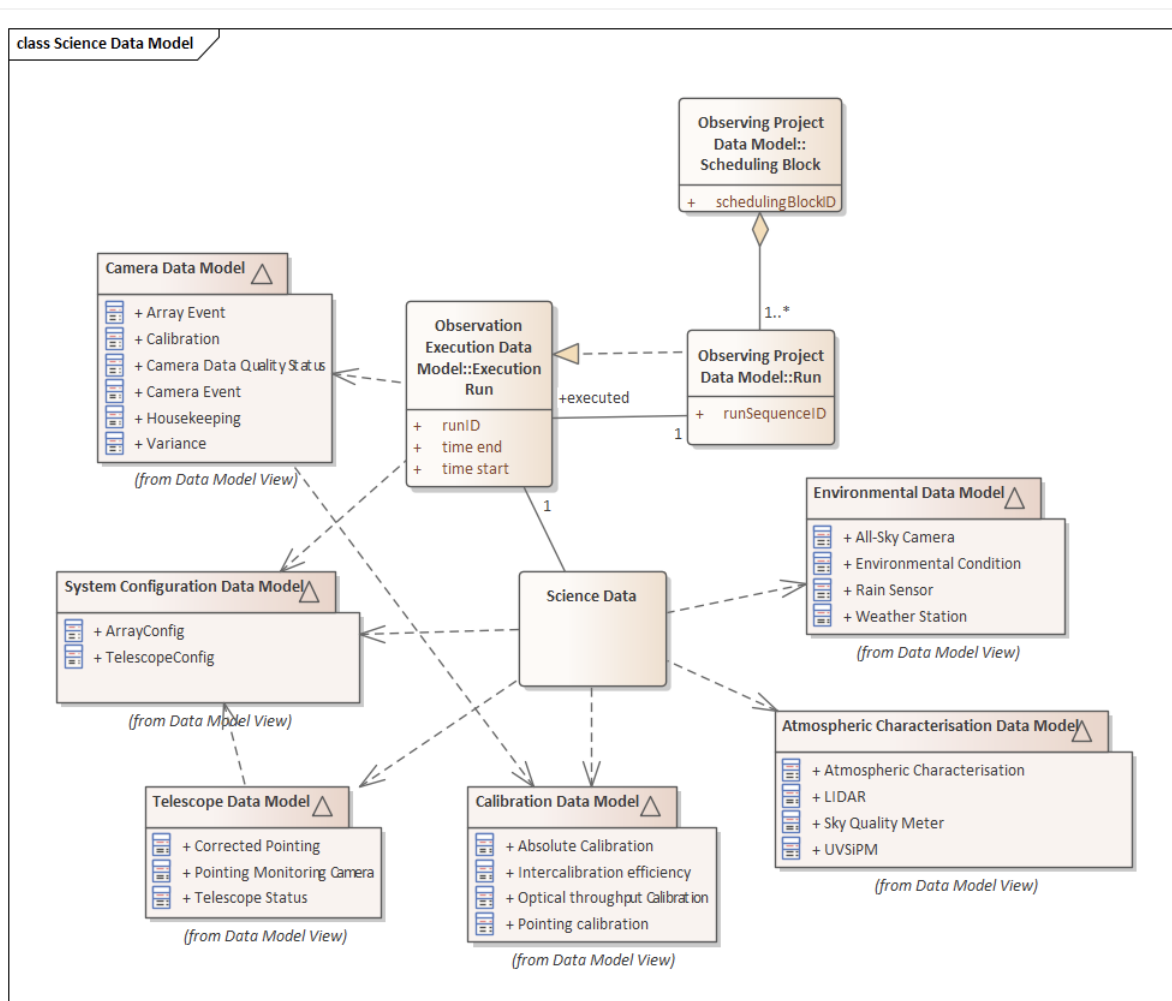 class Science Data Model
Observing Project
Data Model::
Scheduling Block
+ schedulingBlockID
1..*
Camera Data Model
+ Array Event
+ Calibration
+ Camera Data Quality Status
+ Camera Event
+ Housekeeping
+ Variance
(from Data Model View)
Observation
Execution Data
Model::Execution
Run
+ runID
+ time end
+ time start
+executed
1
1
Observing Project
Data Model::Run
+ runSequenceID
Environmental Data Model
+ All-Sky Camera
+ Environmental Condition
+ Rain Sensor
+ Weather Station
(from Data Model View)
System Configuration Data Model
+ ArrayConfig
+ TelescopeConfig
(from Data Model View)
Science Data
Atmospheric Characterisation Data Model
+ Atmospheric Characterisation
+ LIDAR
+ Sky Quality Meter
+ UVSiPM
(from Data Model View)
Telescope Data Model
+ Corrected Pointing
+ Pointing Monitoring Camera
+ Telescope Status
(from Data Model View)
Calibration Data Model
+ Absolute Calibration
+ Intercalibration efficiency
+ Optical throughput Calibration
+ Pointing calibration
(from Data Model View)